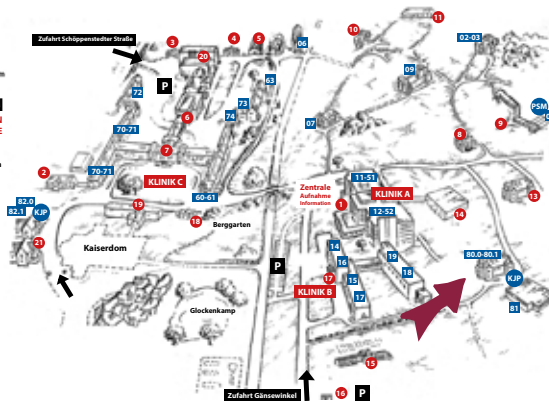 Zufahrt Schöppenstedter Straße
3
4
5
20
06
10
11
02-03
P
72
63
09
PSM
6
73
74
07
9
70-71
7
8
2
70-71
KLINIK C
60-61
Zentrale
Aufnahme
Information
1
11-51
KLINIK A
12-52
13
14
82.0
82.1
KJP
19
18
21
Kaiserdom
Berggarten
P
14
16
15
17
19
18
17
KLINIK B
80.0-80.1
KJP
81
Glockenkamp
15
Zufahrt Gänsewinkel
16
P